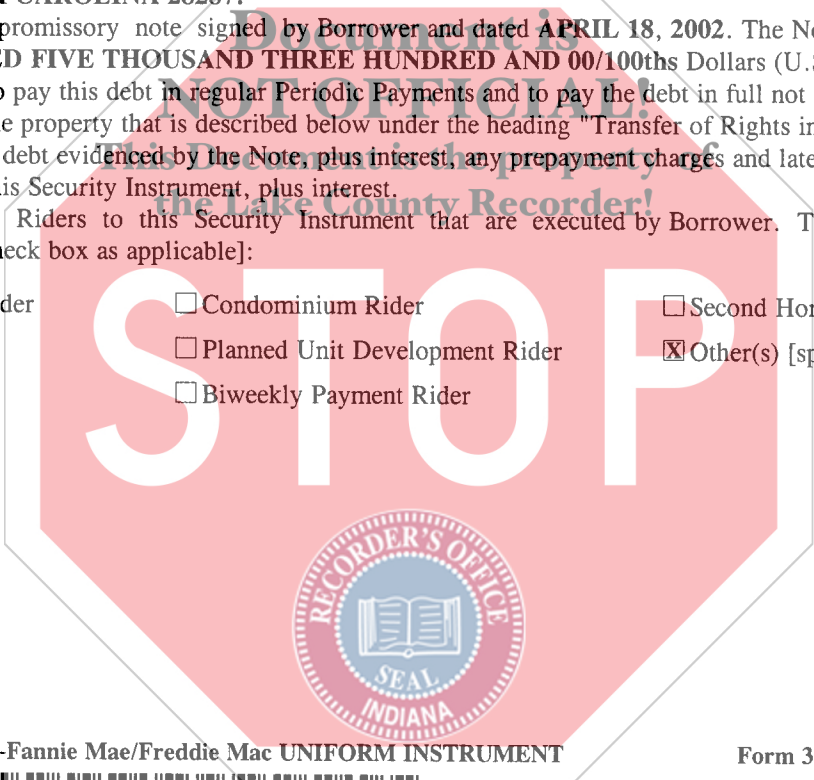 CAROLINA 28287.
promissory note signed by Borrower and dated APRIL 18, 2002. The No
D FIVE THOUSAND THREE HUNDRED AND 00/100ths Dollars (U.S
o pay this debt in regular Periodic Payments and to pay the debt in full not
e property that is described below under the heading "Transfer of Rights in
debt evidenced by the Note, plus interest, any prepayment charges and late
is Security Instrument, plus interest.
Riders to this Security Instrument that are executed by Borrower. T
eck box as applicable]:
der ☐ Condominium Rider ☐ Second Hor
☐ Planned Unit Development Rider ☒ Other(s) [sp
☐ Biweekly Payment Rider
Document is
NOT OFFICIAL!
This Document is the property of
the Lake County Recorder!
STOP
RECORDER'S OFFICE
SEAL
INDIANA
-Fannie Mae/Freddie Mac UNIFORM INSTRUMENT Form 3